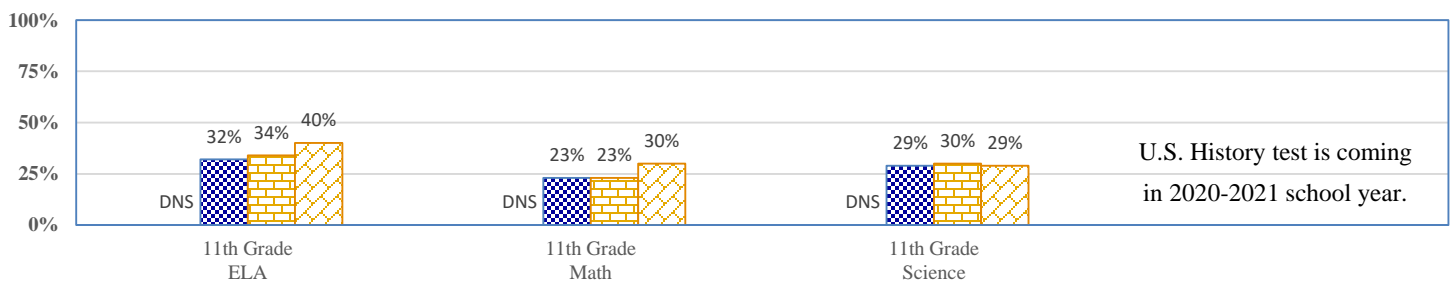 100%
75%
50%
25%
0%
DNS
32%
34%
40%
DNS
23%
23%
30%
DNS
29%
30%
29%
U.S. History test is coming
in 2020-2021 school year.
11th Grade
ELA
11th Grade
Math
11th Grade
Science